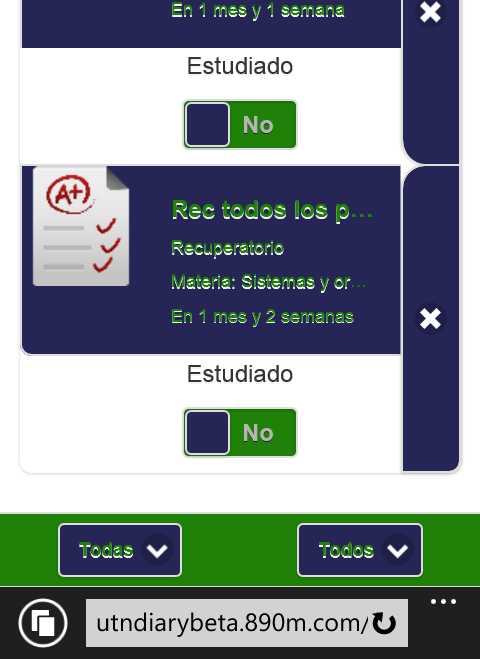 En 1 mes y 1 semana
Estudiado
No
A+
Rec todos los p...
Recuperatorio
Materia: Sistemas y or...
En 1 mes y 2 semanas
Estudiado
No
Todas
Todos
utndiarybeta.890m.com/